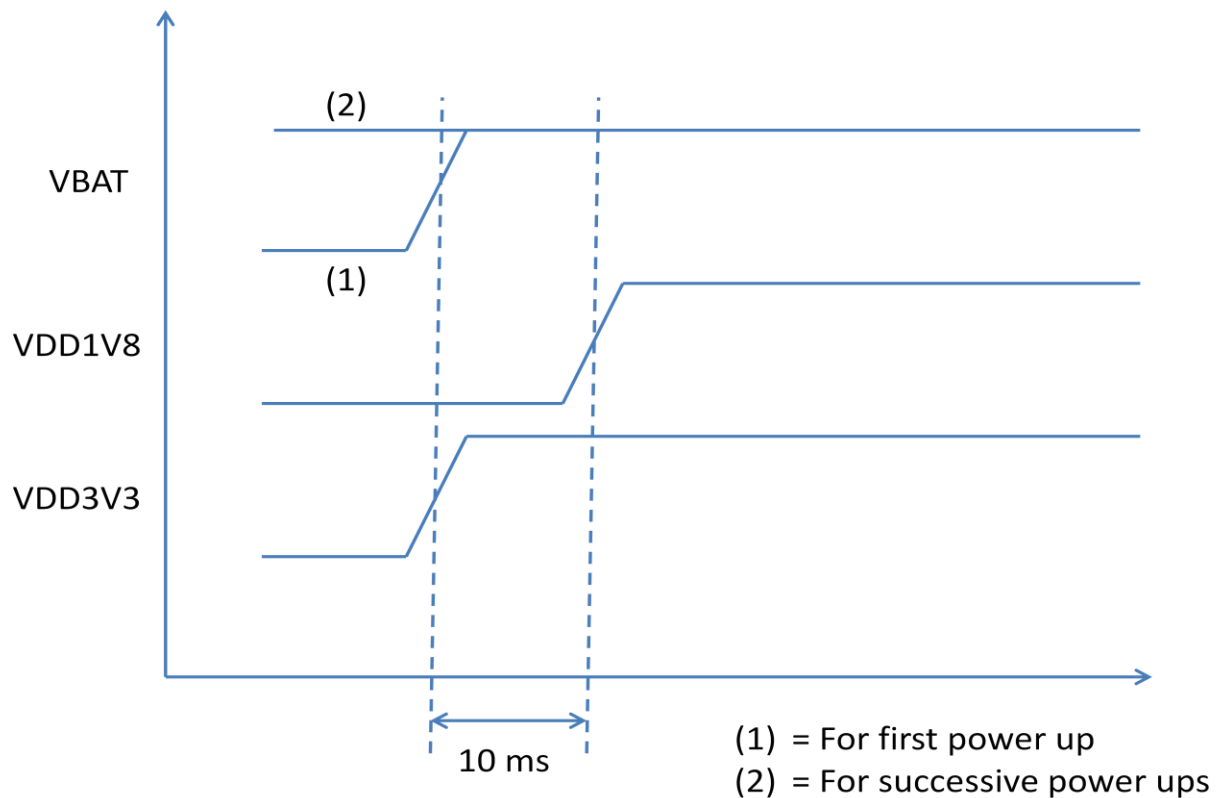 (2)
VBAT
(1)
VDD1V8
VDD3V3
10 ms
(1) = For first power up
(2) = For successive power ups